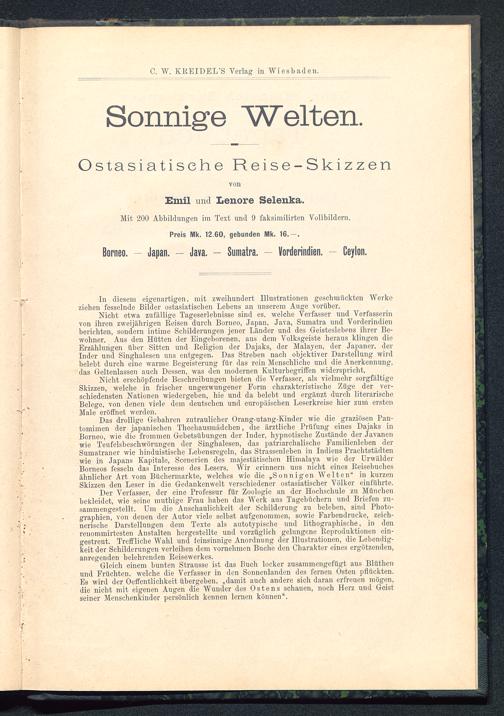 C. W. KREIDEL'S Verlag in Wiesbaden.
Sonnige Welten.
Ostasiatische Reise-Skizzen
von
Emil und Lenore Selenka.
Mit 200 Abbildungen im Text und 9 faksimilirten Vollbildern.
Preis Mk. 12.60, gebunden Mk. 16.—.
Borneo. — Japan. — Java. — Sumatra. — Vorderindien. — Ceylon.
In diesem eigenartigen, mit zweihundert Illustrationen geschmückten Werke
ziehen fesselnde Bilder ostasiatischen Lebens an unserem Auge vorüber.
Nicht etwa zufällige Tageserlebnisse sind es, welche Verfasser und Verfasserin
von ihren zweijährigen Reisen durch Borneo, Japan, Java, Sumatra und Vorderindien
berichten, sondern intime Schilderungen jener Länder und des Geisteslebens ihrer Be-
wohner. Aus den Hütten der Eingeborenen, aus dem Volksgeiste heraus klingen die
Erzählungen über Sitten und Religion der Dajaks, der Malayen, der Japaner, der
Inder und Singhalesen uns entgegen. Das Streben nach objektiver Darstellung wird
belebt durch eine warme Begeisterung für das rein Menschliche und die Anerkennung,
das Geltenlassen auch Dessen, was den modernen Kulturbegriffen widerspricht.
Nicht erschöpfende Beschreibungen bieten die Verfasser, als vielmehr sorgfältige
Skizzen, welche in frischer ungezwungener Form charakteristische Züge der ver-
schiedensten Nationen wiedergeben, hie und da belebt und ergänzt durch literarische
Belege, von denen viele dem deutschen und europäischen Leserkreise hier zum ersten
Male eröffnet werden.
Das drollige Gebahren zutraulicher Orang-utang-Kinder wie die graziösen Pan-
tomimen der japanischen Theehausmädchen, die ärztliche Prüfung eines Dajaks in
Borneo, wie die frommen Gebetsübungen der Inder, hypnotische Zustände der Javanen
wie Teufelsbeschwörungen der Singhalesen, das patriarchalische Familienleben der
Sumatraner wie hinduistische Lebensregeln, das Strassenleben in Indiens Prachtstädten
wie in Japans Kapitale, Scenerien des majestätischen Himalaya wie der Urwälder
Borneos fesseln das Interesse des Lesers. Wir erinnern uns nicht eines Reisebuches
ähnlicher Art vom Büchermarkte, welches wie die „Sonnigen Welten“ in kurzen
Skizzen den Leser in die Gedankenwelt verschiedener ostasiatischer Völker einführte.
Der Verfasser, der eine Professur für Zoologie an der Hochschule zu München
bekleidet, wie seine muthige Frau haben das Werk aus Tagebüchern und Briefen zu-
sammengestellt. Um die Anschaulichkeit der Schilderung zu beleben, sind Photo-
graphien, von denen der Autor viele selbst aufgenommen, sowie Farbendrucke, zeich-
nerische Darstellungen dem Texte als autotypische und lithographische, in den
renommirtesten Anstalten hergestellte und vorzüglich gelungene Reproduktionen ein-
gestreut. Treffliche Wahl und feinsinnige Anordnung der Illustrationen, die Lebendig-
keit der Schilderungen verleihen dem vornehmen Buche den Charakter eines ergötzenden,
anregenden belehrenden Reisewerkes.
Gleich einem bunten Strausse ist das Buch locker zusammengefügt aus Blüthen
und Früchten, welche die Verfasser in den Sonnenlanden des fernen Osten pflückten.
Es wird der Oeffentlichkeit übergeben, „damit auch andere sich daran erfreuen mögen,
die nicht mit eigenen Augen die Wunder des Ostens schauen, noch Herz und Geist
seiner Menschenkinder persönlich kennen lernen können“.